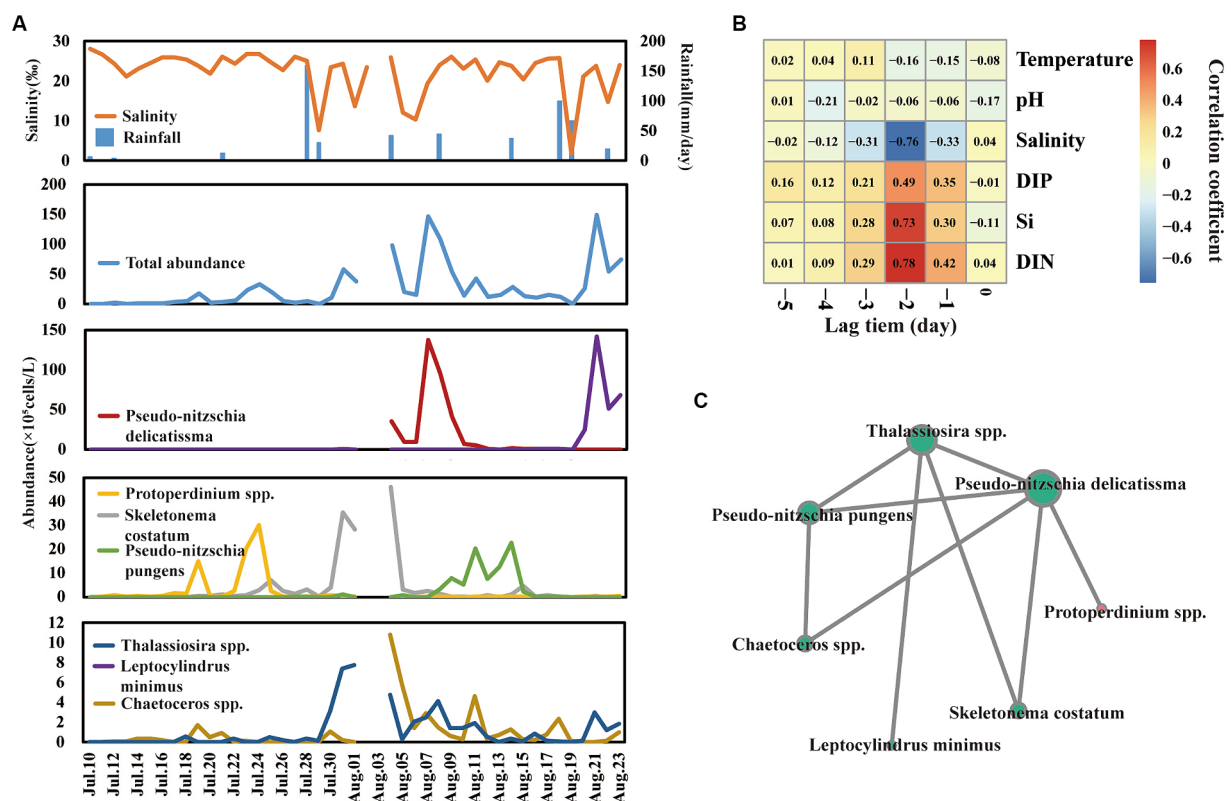 A
30
20
10
0
Salinity(‰)
Salinity
Rainfall
200
150
100
50
0
Rainfall(mm/day)
200
150
100
50
0
Total abundance
150
100
50
0
Pseudo-nitzschia
delicatissma
Abundance(×10⁵cells/L)
50
40
30
20
10
0
Protoperdinium spp.
Skeletonema
costatum
Pseudo-nitzschia
pungens
12
10
8
6
4
2
0
Thalassiosira spp.
Leptocylindrus
minimus
Chaetoceros spp.
Jul.10
Jul.12
Jul.14
Jul.16
Jul.18
Jul.20
Jul.22
Jul.24
Jul.26
Jul.28
Jul.30
Aug.01
Aug.03
Aug.05
Aug.07
Aug.09
Aug.11
Aug.13
Aug.15
Aug.17
Aug.19
Aug.21
Aug.23
B
0.02 0.04 0.11 −0.16 −0.15 −0.08 Temperature
0.01 −0.21 −0.02 −0.06 −0.06 −0.17 pH
−0.02 −0.12 −0.31 −0.76 −0.33 0.04 Salinity
0.16 0.12 0.21 0.49 0.35 −0.01 DIP
0.07 0.08 0.28 0.73 0.30 −0.11 Si
0.01 0.09 0.29 0.78 0.42 0.04 DIN
−5 −4 −3 −2 −1 0
Lag tiem (day)
0.6
0.4
0.2
0
−0.2
−0.4
−0.6
Correlation coefficient
C
Thalassiosira spp.
Pseudo-nitzschia delicatissma
Pseudo-nitzschia pungens
Protoperdinium spp.
Chaetoceros spp.
Skeletonema costatum
Leptocylindrus minimus